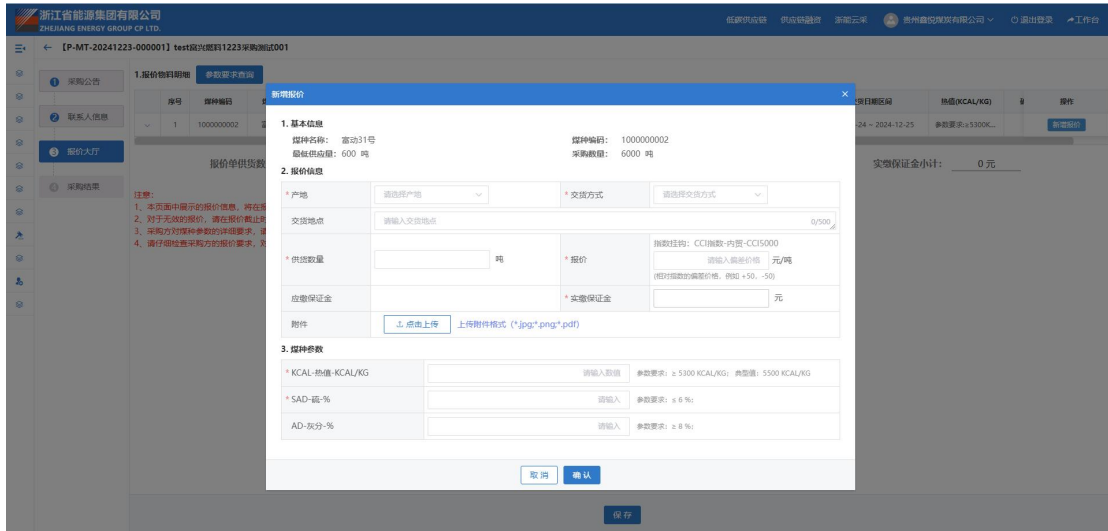 浙江省能源集团有限公司
ZHEJIANG ENERGY GROUP CP LTD.
低碳供应链 供应链融资 浙能云采 贵州鑫悦煤炭有限公司 退出登录 工作台
← 【P-MT-20241223-000001】test富兴燃料1223采购测试001
1 采购公告
2 联系人信息
3 报价大厅
4 采购结果
1.报价物料明细 参数要求查阅
序号 煤种编码 交货日期区间 热值(KCAL/KG) 操作
1 1000000002 -24 ~ 2024-12-25 参数要求:≥5300K... 新增报价
报价单供货数 实缴保证金小计: 0 元
注意:
1、本页面中展示的报价信息，将在报
2、对于无效的报价，请在报价截止时
3、采购方对煤种参数的详细要求，请
4、请仔细检查采购方的报价要求，对
新增报价 ×
1. 基本信息
煤种名称: 富动31号 煤种编码: 1000000002
最低供应量: 600 吨 采购数量: 6000 吨
2. 报价信息
* 产地 请选择产地 * 交货方式 请选择交货方式
交货地点 请输入交货地点 0/500
* 供货数量 吨 * 报价 指数挂钩: CCI指数-内贸-CCI5000
请输入偏差价格 元/吨
(相对指数的偏差价格，例如 +50、-50)
应缴保证金 * 实缴保证金 元
附件 点击上传 上传附件格式 (*.jpg;*.png;*.pdf)
3. 煤种参数
* KCAL-热值-KCAL/KG 请输入数值 参数要求: ≥ 5300 KCAL/KG; 典型值: 5500 KCAL/KG
* SAD-硫-% 请输入 参数要求: ≤ 6 %;
AD-灰分-% 请输入 参数要求: ≥ 8 %;
取消 确认
保存